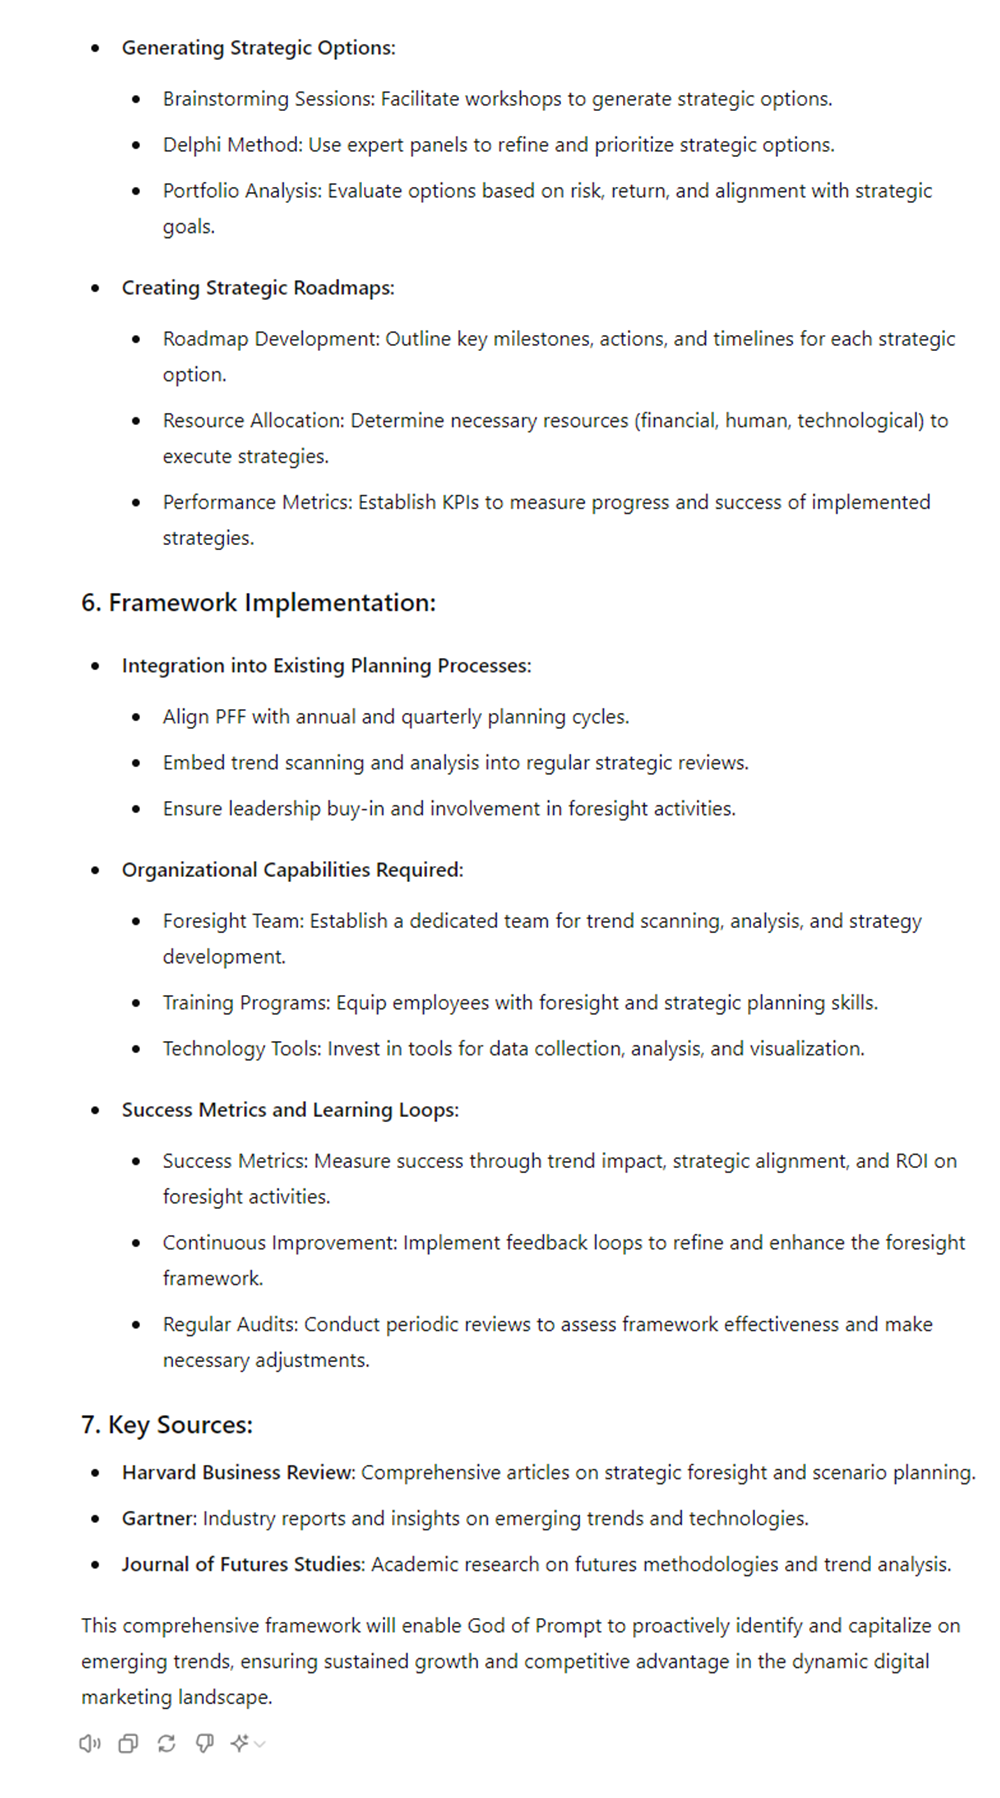 • Generating Strategic Options:
• Brainstorming Sessions: Facilitate workshops to generate strategic options.
• Delphi Method: Use expert panels to refine and prioritize strategic options.
• Portfolio Analysis: Evaluate options based on risk, return, and alignment with strategic
goals.
• Creating Strategic Roadmaps:
• Roadmap Development: Outline key milestones, actions, and timelines for each strategic
option.
• Resource Allocation: Determine necessary resources (financial, human, technological) to
execute strategies.
• Performance Metrics: Establish KPIs to measure progress and success of implemented
strategies.
6. Framework Implementation:
• Integration into Existing Planning Processes:
• Align PFF with annual and quarterly planning cycles.
• Embed trend scanning and analysis into regular strategic reviews.
• Ensure leadership buy-in and involvement in foresight activities.
• Organizational Capabilities Required:
• Foresight Team: Establish a dedicated team for trend scanning, analysis, and strategy
development.
• Training Programs: Equip employees with foresight and strategic planning skills.
• Technology Tools: Invest in tools for data collection, analysis, and visualization.
• Success Metrics and Learning Loops:
• Success Metrics: Measure success through trend impact, strategic alignment, and ROI on
foresight activities.
• Continuous Improvement: Implement feedback loops to refine and enhance the foresight
framework.
• Regular Audits: Conduct periodic reviews to assess framework effectiveness and make
necessary adjustments.
7. Key Sources:
• Harvard Business Review: Comprehensive articles on strategic foresight and scenario planning.
• Gartner: Industry reports and insights on emerging trends and technologies.
• Journal of Futures Studies: Academic research on futures methodologies and trend analysis.
This comprehensive framework will enable God of Prompt to proactively identify and capitalize on
emerging trends, ensuring sustained growth and competitive advantage in the dynamic digital
marketing landscape.